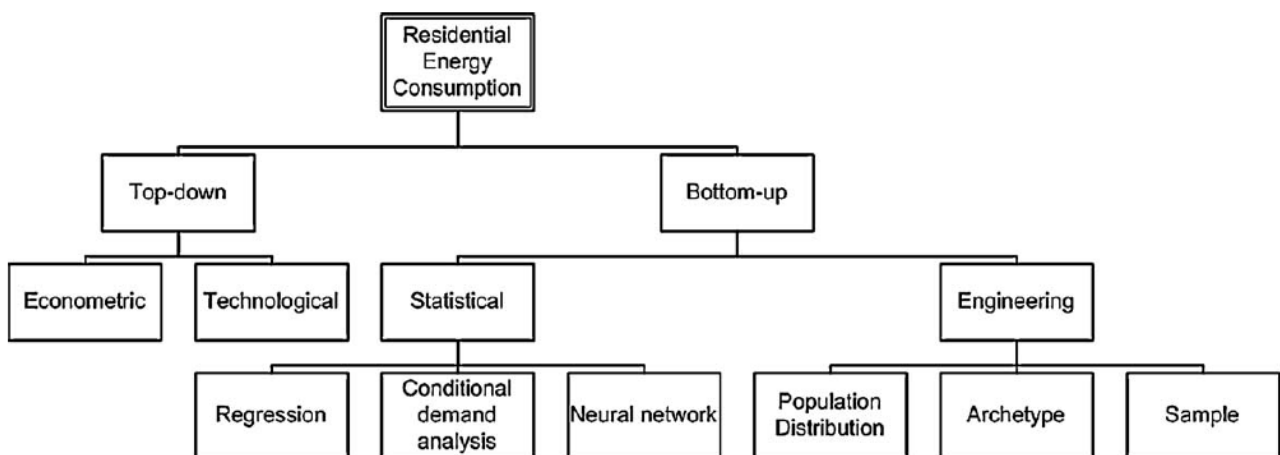 Residential
Energy
Consumption
Top-down
Bottom-up
Econometric
Technological
Statistical
Engineering
Regression
Conditional
demand
analysis
Neural network
Population
Distribution
Archetype
Sample